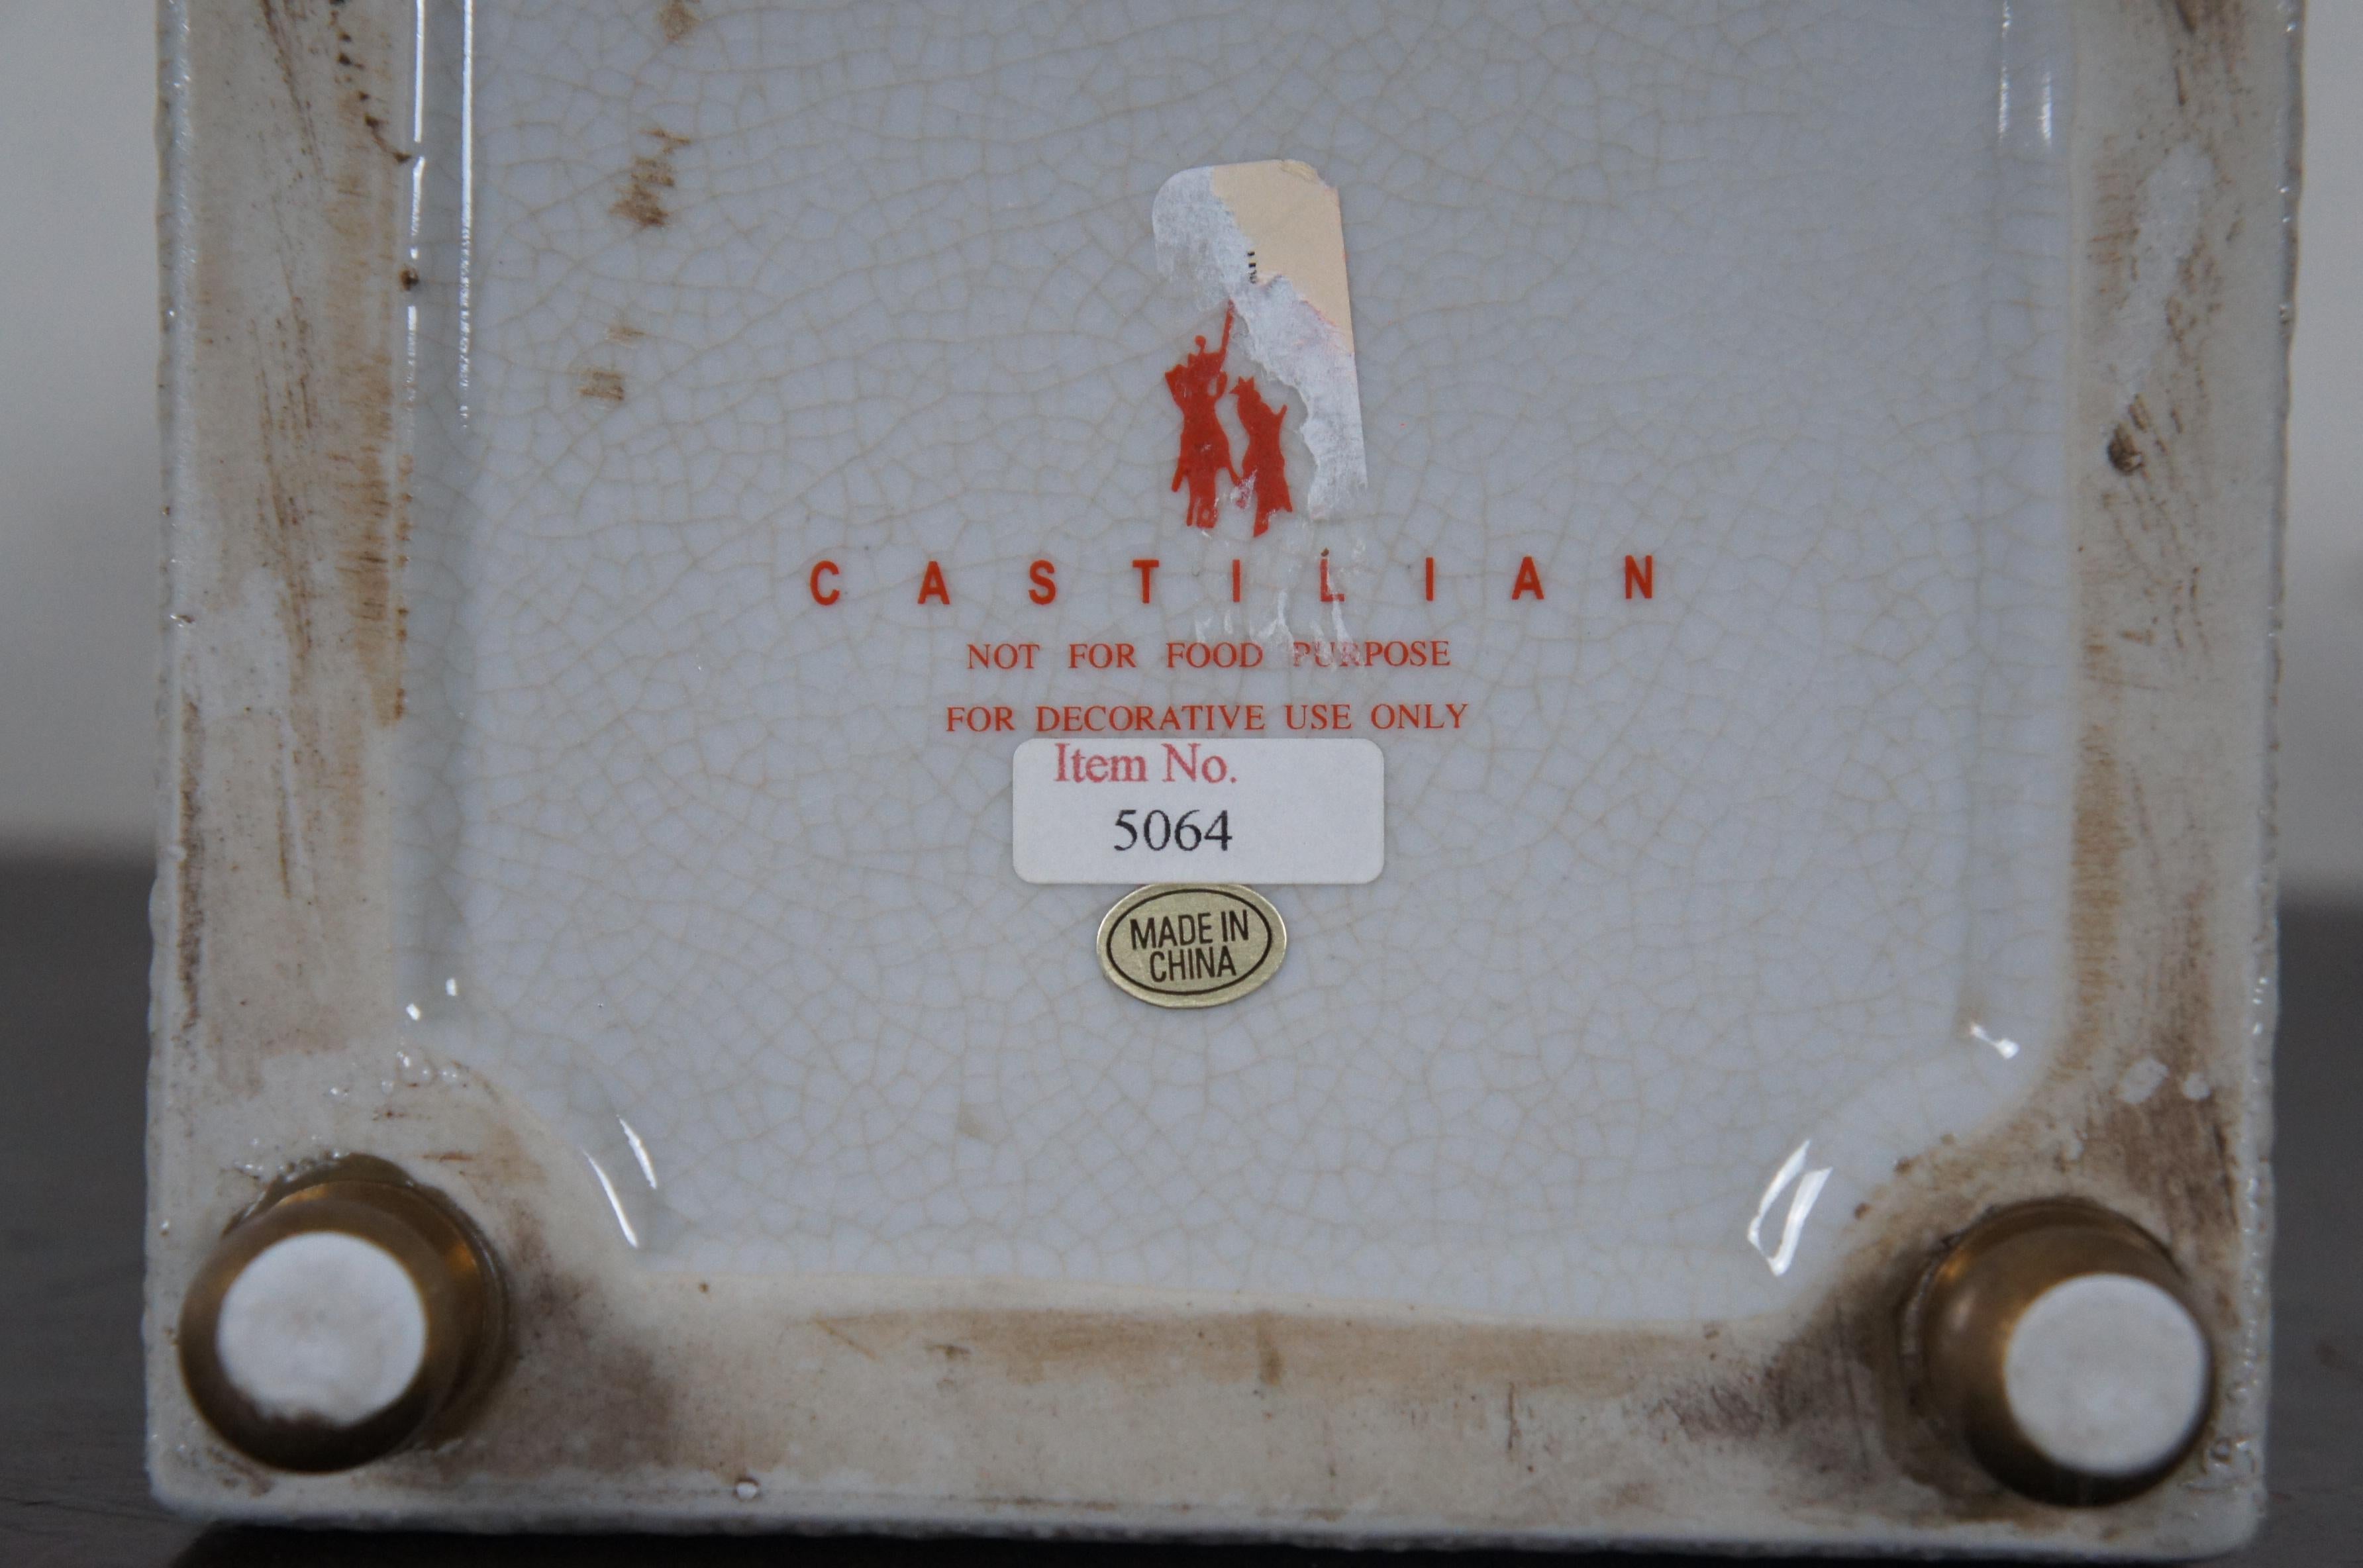 CASTILIAN
NOT FOR FOOD PURPOSE
FOR DECORATIVE USE ONLY
Item No.
5064
MADE IN
CHINA